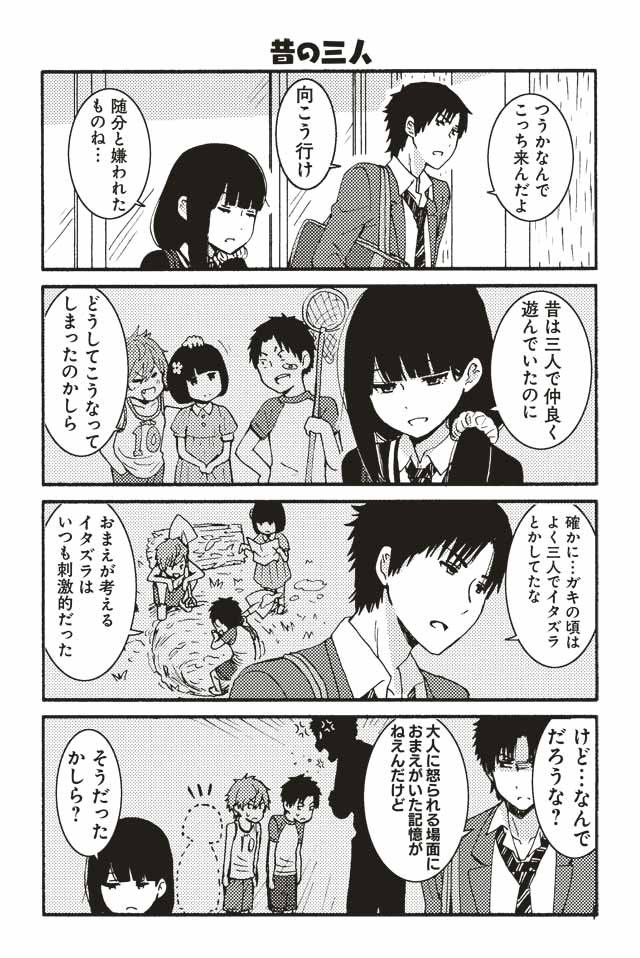 昔の三人
つうかなんで
こっち来んだよ
向こう行け
随分と嫌われた
ものね…
昔は三人で仲良く
遊んでいたのに
どうしてこうなって
しまったのかしら
10
確かに…ガキの頃は
よく三人でイタズラ
とかしてたな
おまえが考える
イタズラは
いつも刺激的だった
けど…なんで
だろうな?
大人に怒られる場面に
おまえがいた記憶が
ねえんだけど
そうだった
かしら?